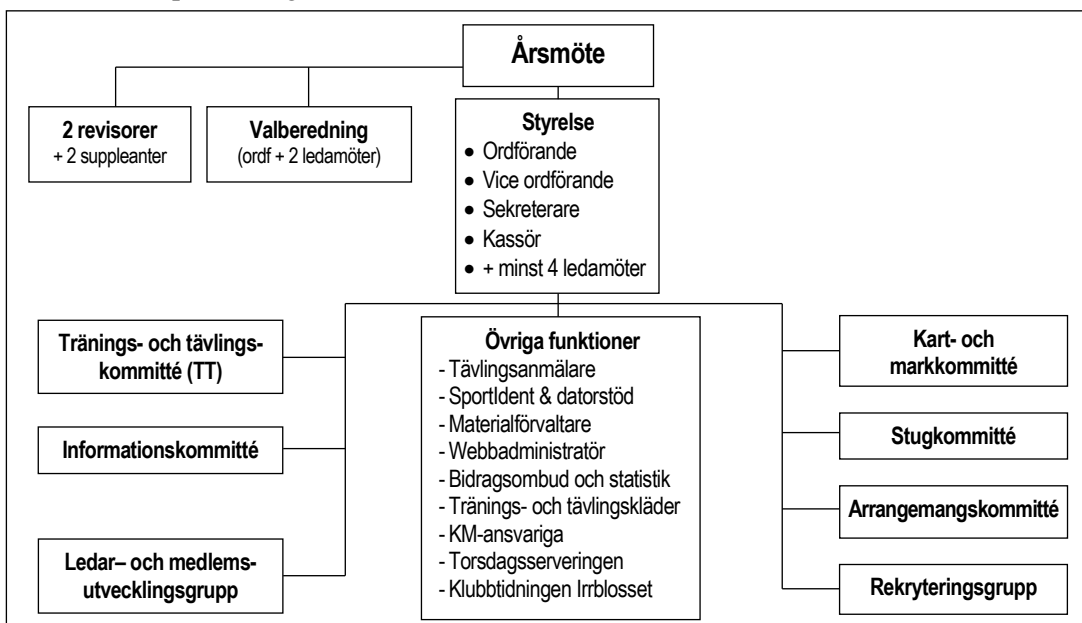 Årsmöte
2 revisorer
+ 2 suppleanter
Valberedning
(ordf + 2 ledamöter)
Styrelse
• Ordförande
• Vice ordförande
• Sekreterare
• Kassör
• + minst 4 ledamöter
Tränings- och tävlings-
kommitté (TT)
Informationskommitté
Ledar– och medlems-
utvecklingsgrupp
Övriga funktioner
- Tävlingsanmälare
- SportIdent & datorstöd
- Materialförvaltare
- Webbadministratör
- Bidragsombud och statistik
- Tränings- och tävlingskläder
- KM-ansvariga
- Torsdagsserveringen
- Klubbtidningen Irrblosset
Kart- och
markkommitté
Stugkommitté
Arrangemangskommitté
Rekryteringsgrupp